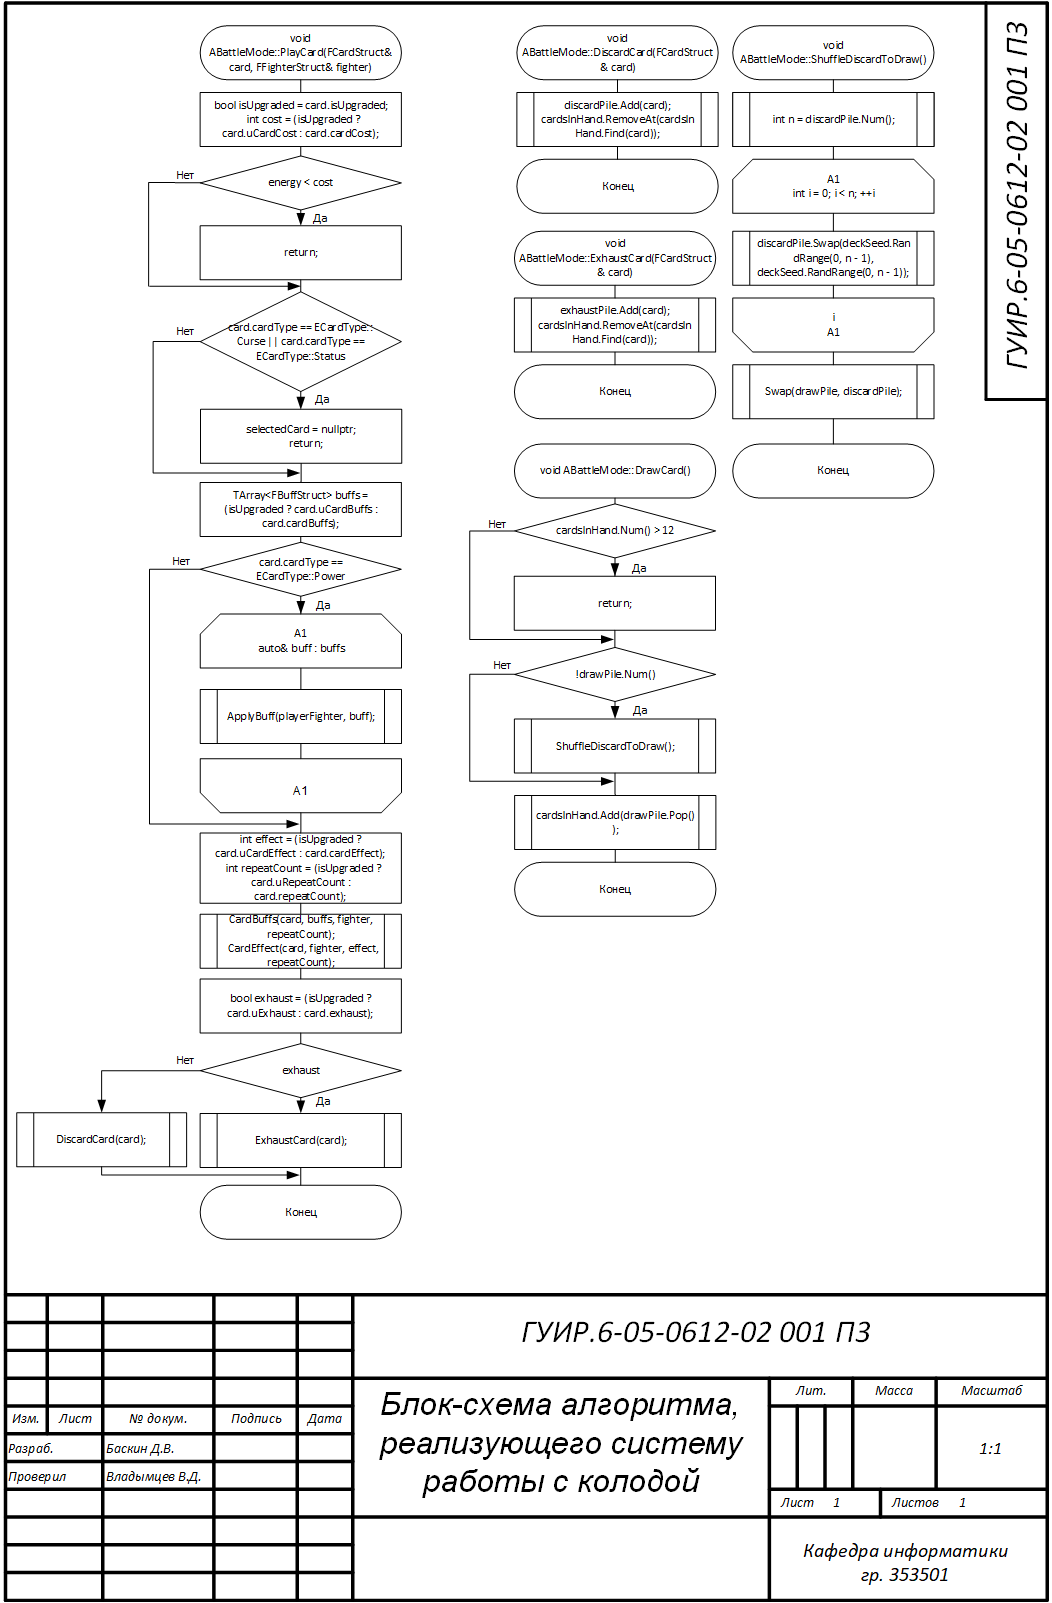 void
ABattleMode::PlayCard(FCardStruct&
card, FFighterStruct& fighter)
bool isUpgraded = card.isUpgraded;
int cost = (isUpgraded ?
card.uCardCost : card.cardCost);
energy < cost
Нет
Да
return;
card.cardType == ECardType::
Curse || card.cardType ==
ECardType::Status
Нет
Да
selectedCard = nullptr;
return;
TArray<FBuffStruct> buffs =
(isUpgraded ? card.uCardBuffs :
card.cardBuffs);
card.cardType ==
ECardType::Power
Нет
Да
A1
auto& buff : buffs
ApplyBuff(playerFighter, buff);
A1
int effect = (isUpgraded ?
card.uCardEffect : card.cardEffect);
int repeatCount = (isUpgraded ?
card.uRepeatCount :
card.repeatCount);
CardBuffs(card, buffs, fighter,
repeatCount);
CardEffect(card, fighter, effect,
repeatCount);
bool exhaust = (isUpgraded ?
card.uExhaust : card.exhaust);
exhaust
Нет
Да
DiscardCard(card);
ExhaustCard(card);
Конец
void
ABattleMode::DiscardCard(FCardStruct
& card)
discardPile.Add(card);
cardsInHand.RemoveAt(cardsIn
Hand.Find(card));
Конец
void
ABattleMode::ExhaustCard(FCardStruct
& card)
exhaustPile.Add(card);
cardsInHand.RemoveAt(cardsIn
Hand.Find(card));
Конец
void ABattleMode::DrawCard()
cardsInHand.Num() > 12
Нет
Да
return;
!drawPile.Num()
Нет
Да
ShuffleDiscardToDraw();
cardsInHand.Add(drawPile.Pop()
);
Конец
void
ABattleMode::ShuffleDiscardToDraw()
int n = discardPile.Num();
A1
int i = 0; i < n; ++i
discardPile.Swap(deckSeed.Ran
dRange(0, n - 1),
deckSeed.RandRange(0, n - 1));
i
A1
Swap(drawPile, discardPile);
Конец
ГУИР.6-05-0612-02 001 ПЗ
ГУИР.6-05-0612-02 001 ПЗ
Изм. Лист № докум. Подпись Дата
Разраб. Баскин Д.В.
Проверил Владымцев В.Д.
Блок-схема алгоритма,
реализующего систему
работы с колодой
Лит. Масса Масштаб
1:1
Лист 1 Листов 1
Кафедра информатики
гр. 353501